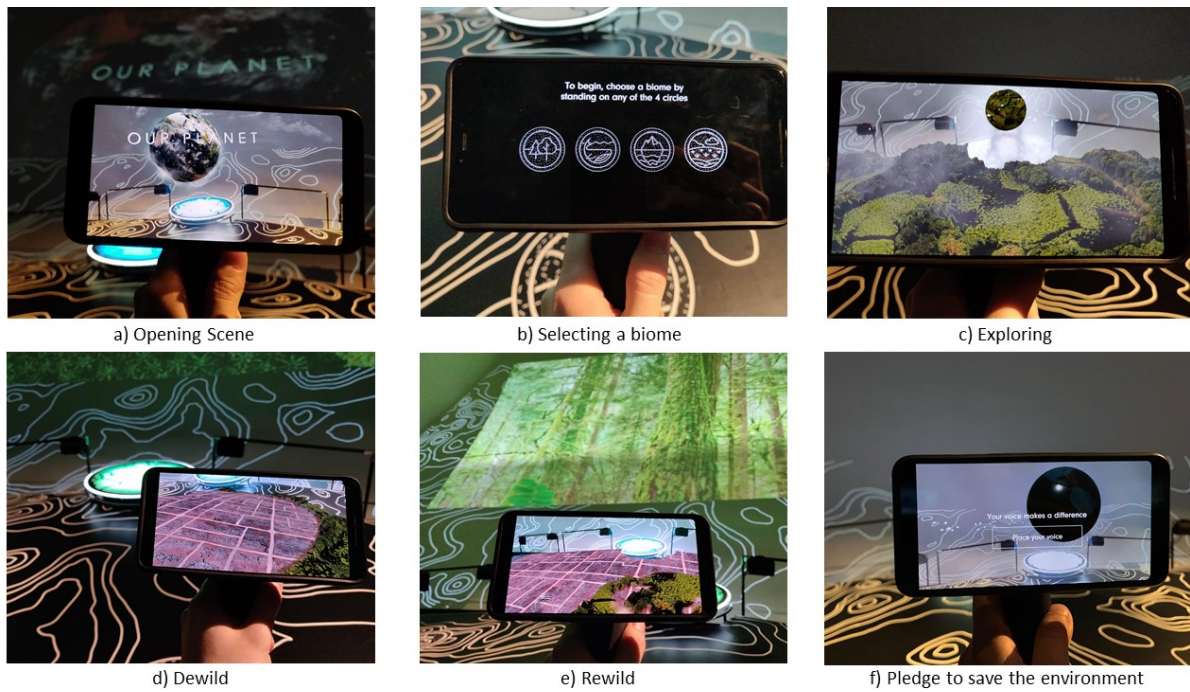 OUR PLANET
OUR PLANET
To begin, choose a biome by
standing on any of the 4 circles
a) Opening Scene
b) Selecting a biome
c) Exploring
Your voice makes a difference
Place your voice
d) Dewild
e) Rewild
f) Pledge to save the environment